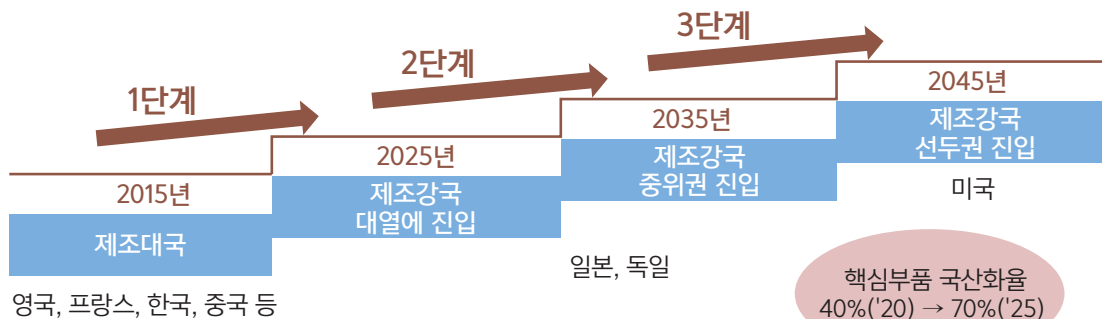 1단계
2단계
3단계
2015년
제조대국
영국, 프랑스, 한국, 중국 등
2025년
제조강국
대열에 진입
2035년
제조강국
중위권 진입
일본, 독일
2045년
제조강국
선두권 진입
미국
핵심부품 국산화율
40%('20) → 70%('25)